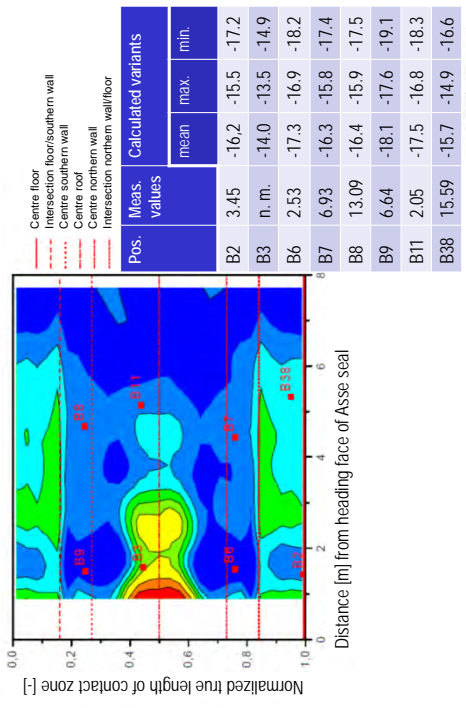 Centre floor
Intersection floor/southern wall
Centre southern wall
Centre roof
Centre northern wall
Intersection northern wall/floor
Pos. Meas. values Calculated variants
mean max. min.
B2 3.45 -16,2 -15.5 -17.2
B3 n. m. -14.0 -13.5 -14.9
B6 2.53 -17.3 -16.9 -18.2
B7 6.93 -16.3 -15.8 -17.4
B8 13.09 -16.4 -15.9 -17.5
B9 6.64 -18.1 -17.6 -19.1
B11 2.05 -17.5 -16.8 -18.3
B38 15.59 -15.7 -14.9 -16.6
Normalized true length of contact zone [-]
0,0
0,2
0,4
0,6
0,8
1,0
B9 B8
B3 B11
B6 B7
B2 B38
0 2 4 6 8
Distance [m] from heading face of Asse seal